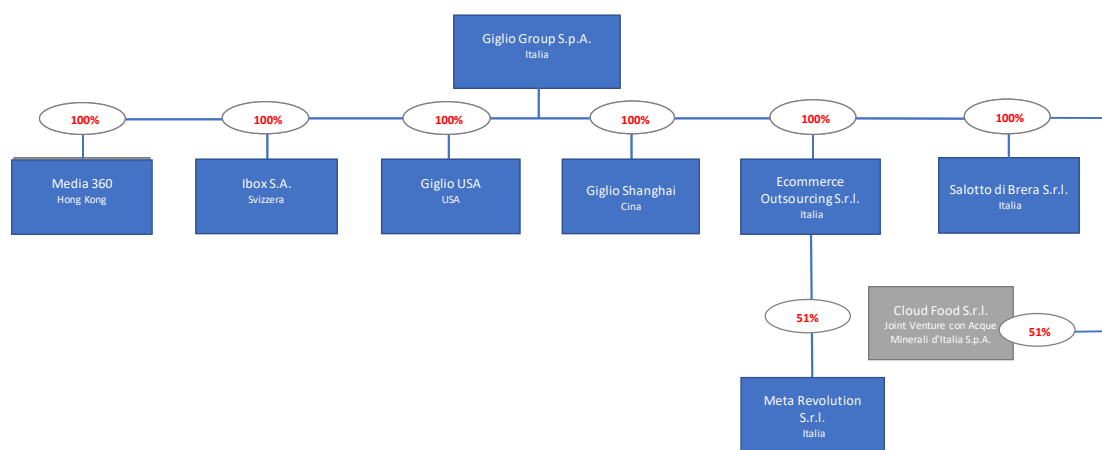 Giglio Group S.p.A.
Italia
100%
100%
100%
100%
100%
100%
Media 360
Hong Kong
Ibox S.A.
Svizzera
Giglio USA
USA
Giglio Shanghai
Cina
Ecommerce
Outsourcing S.r.l.
Italia
Salotto di Brera S.r.l.
Italia
51%
Cloud Food S.r.l.
Joint Venture con Acque
Minerali d'Italia S.p.A.
51%
Meta Revolution
S.r.l.
Italia